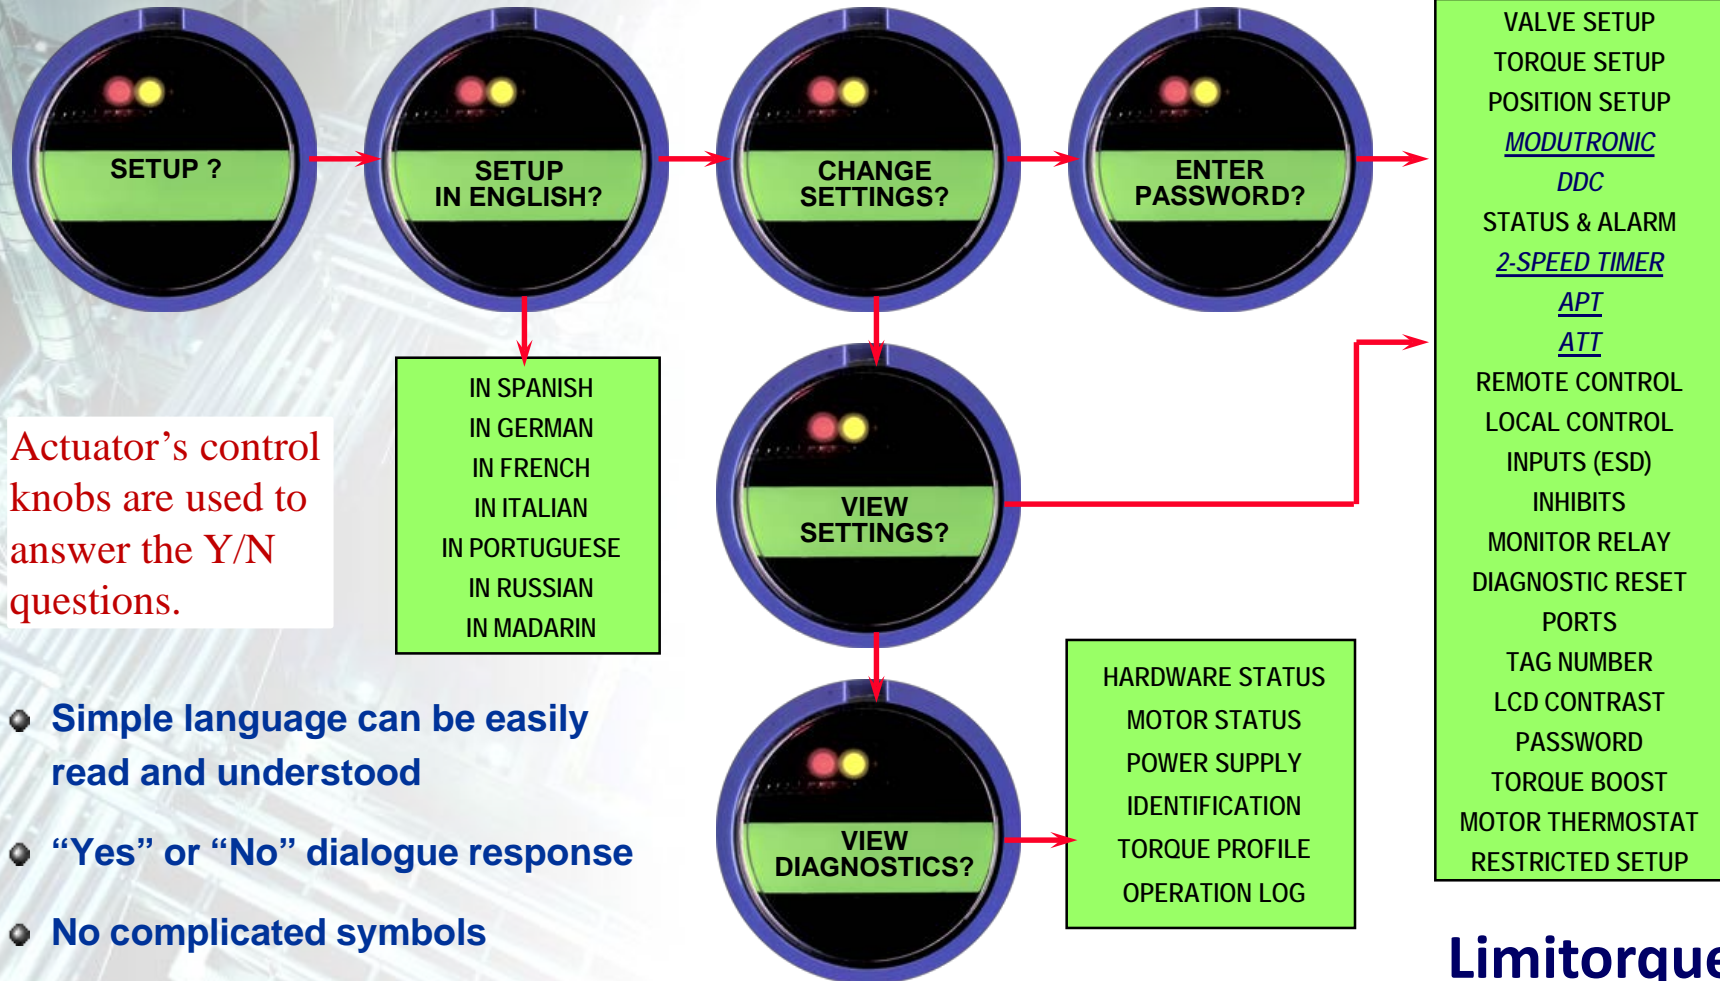 SETUP ?
SETUP
IN ENGLISH?
CHANGE
SETTINGS?
ENTER
PASSWORD?
VALVE SETUP
TORQUE SETUP
POSITION SETUP
MODUTRONIC
DDC
STATUS & ALARM
2-SPEED TIMER
APT
ATT
REMOTE CONTROL
LOCAL CONTROL
INPUTS (ESD)
INHIBITS
MONITOR RELAY
DIAGNOSTIC RESET
PORTS
TAG NUMBER
LCD CONTRAST
PASSWORD
TORQUE BOOST
MOTOR THERMOSTAT
RESTRICTED SETUP
IN SPANISH
IN GERMAN
IN FRENCH
IN ITALIAN
IN PORTUGUESE
IN RUSSIAN
IN MADARIN
Actuator’s control
knobs are used to
answer the Y/N
questions.
VIEW
SETTINGS?
VIEW
DIAGNOSTICS?
HARDWARE STATUS
MOTOR STATUS
POWER SUPPLY
IDENTIFICATION
TORQUE PROFILE
OPERATION LOG
Simple language can be easily
read and understood
“Yes” or “No” dialogue response
No complicated symbols
Limitorque